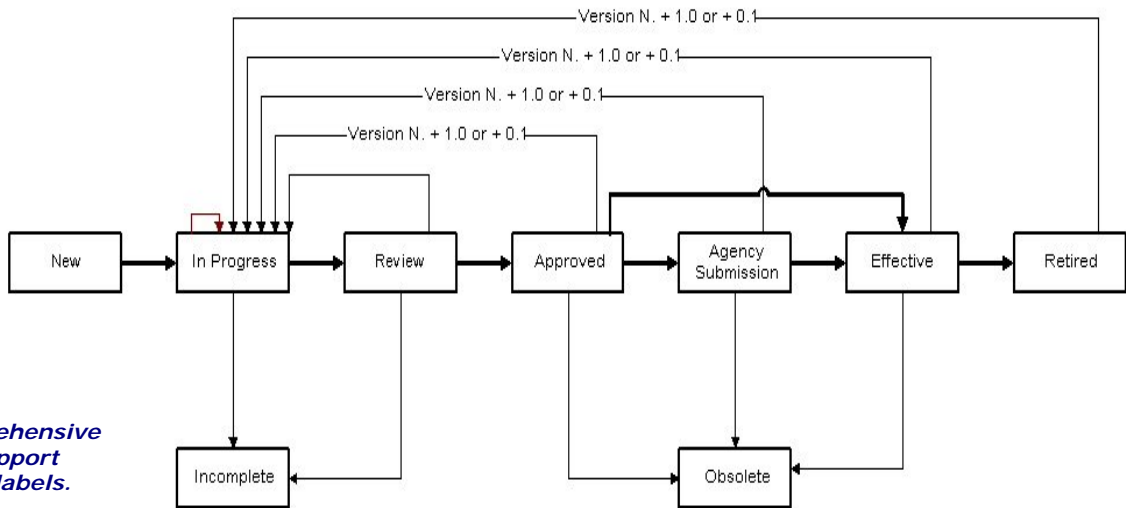 Version N. + 1.0 or + 0.1
Version N. + 1.0 or + 0.1
Version N. + 1.0 or + 0.1
Version N. + 1.0 or + 0.1
New
In Progress
Review
Approved
Agency
Submission
Effective
Retired
ehensive
pport
labels.
Incomplete
Obsolete